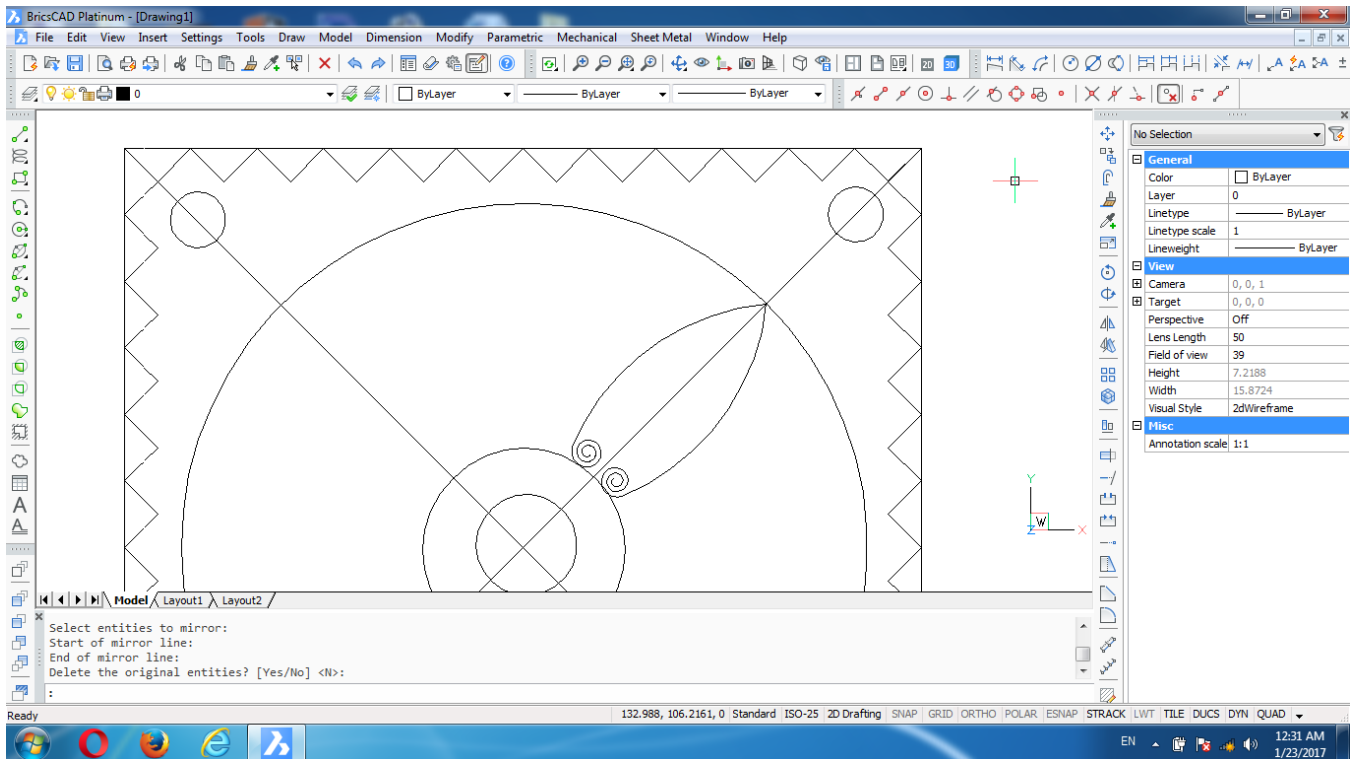 BricsCAD Platinum - [Drawing1]
File Edit View Insert Settings Tools Draw Model Dimension Modify Parametric Mechanical Sheet Metal Window Help
2D 3D
0 ByLayer ByLayer ByLayer
No Selection
General
Color ByLayer
Layer 0
Linetype ByLayer
Linetype scale 1
Lineweight ByLayer
View
Camera 0, 0, 1
Target 0, 0, 0
Perspective Off
Lens Length 50
Field of view 39
Height 7.2188
Width 15.8724
Visual Style 2dWireframe
Misc
Annotation scale 1:1
Y
W
Z X
Model Layout1 Layout2
Select entities to mirror:
Start of mirror line:
End of mirror line:
Delete the original entities? [Yes/No] <N>:
:
Ready 132.988, 106.2161, 0 Standard ISO-25 2D Drafting SNAP GRID ORTHO POLAR ESNAP STRACK LWT TILE DUCS DYN QUAD
EN 12:31 AM
1/23/2017